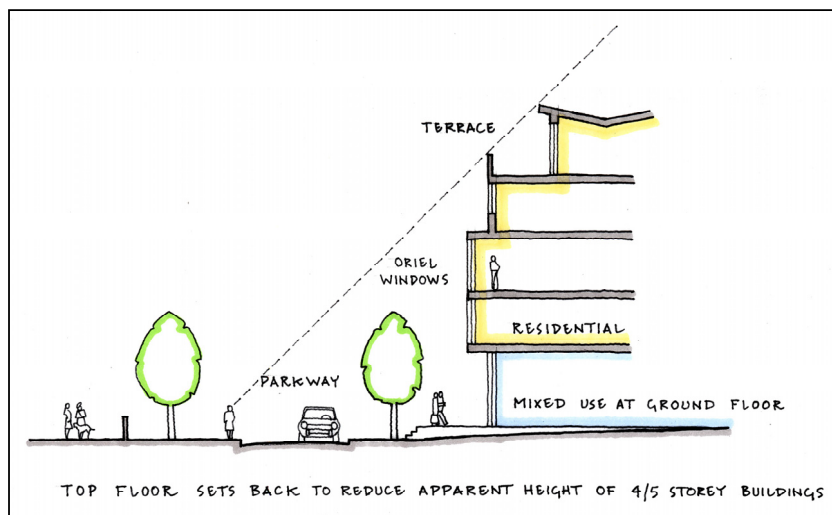 TERRACE
ORIEL
WINDOWS
RESIDENTIAL
PARKWAY
MIXED USE AT GROUND FLOOR
TOP FLOOR SETS BACK TO REDUCE APPARENT HEIGHT OF 4/5 STOREY BUILDINGS